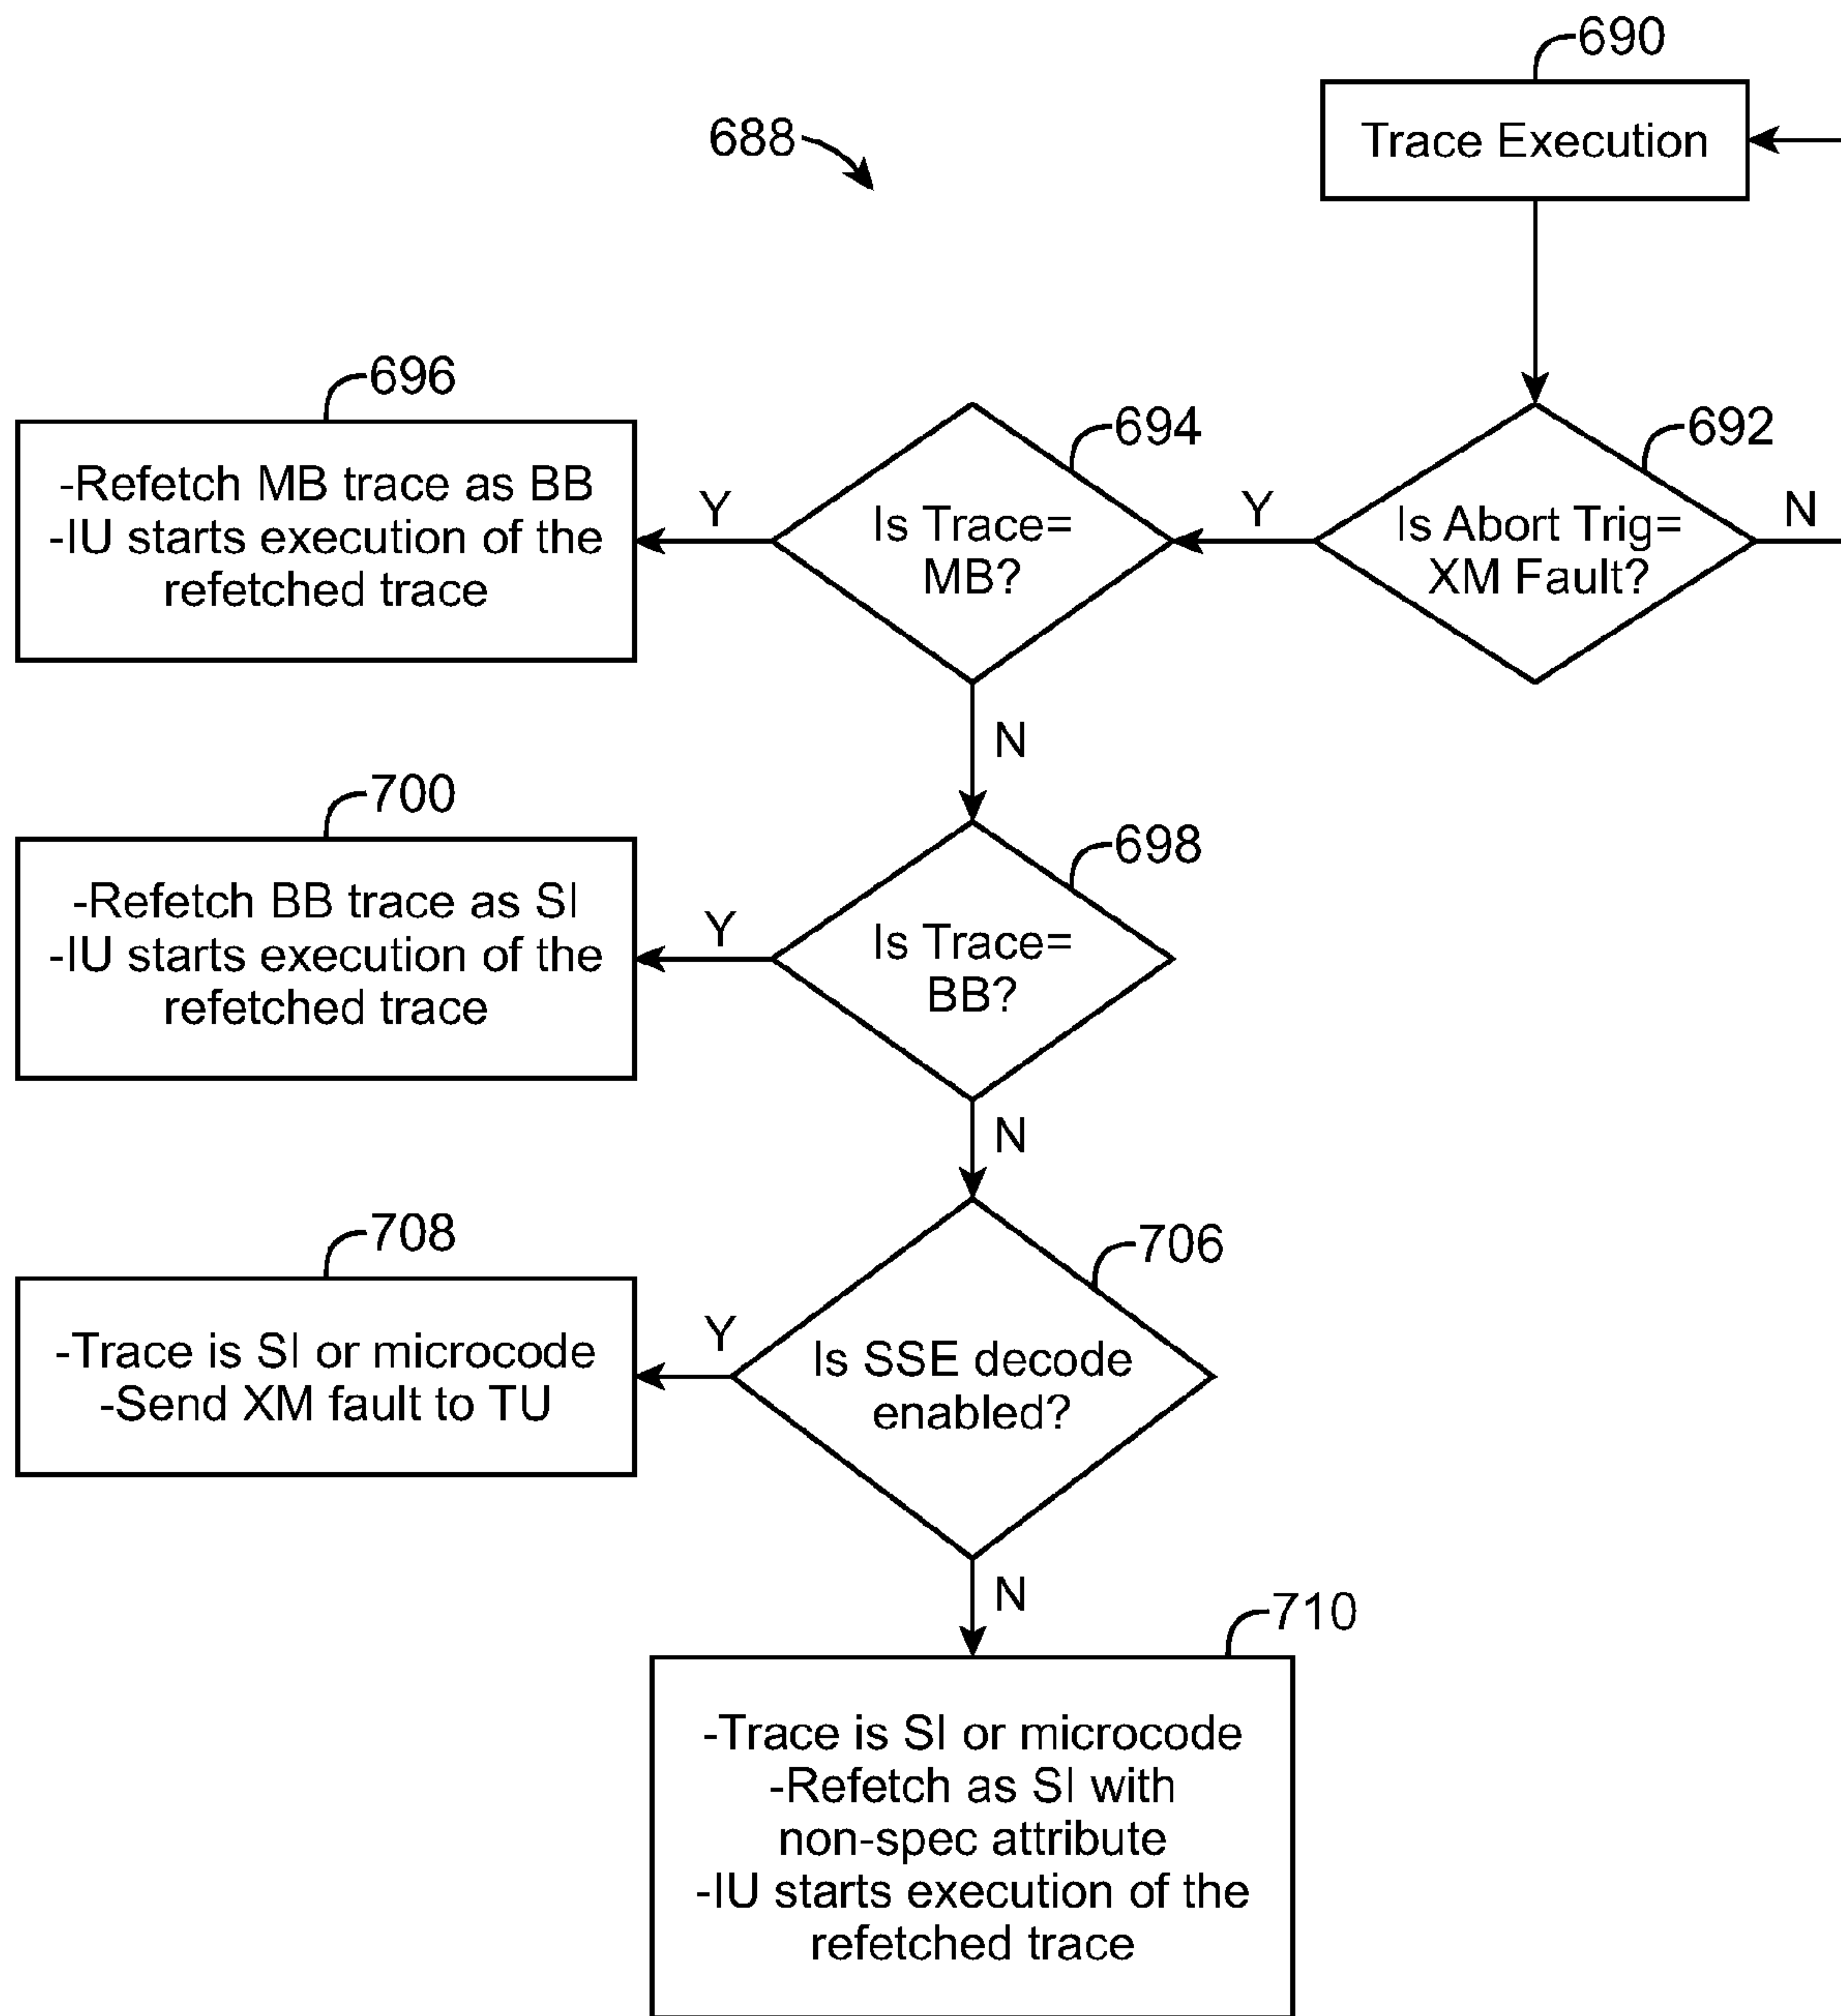 690
Trace Execution
688
692
Is Abort Trig=
XM Fault?
N
Y
694
Is Trace=
MB?
Y
696
-Refetch MB trace as BB
-IU starts execution of the
refetched trace
N
698
Is Trace=
BB?
Y
700
-Refetch BB trace as SI
-IU starts execution of the
refetched trace
N
706
Is SSE decode
enabled?
Y
708
-Trace is SI or microcode
-Send XM fault to TU
N
710
-Trace is SI or microcode
-Refetch as SI with
non-spec attribute
-IU starts execution of the
refetched trace